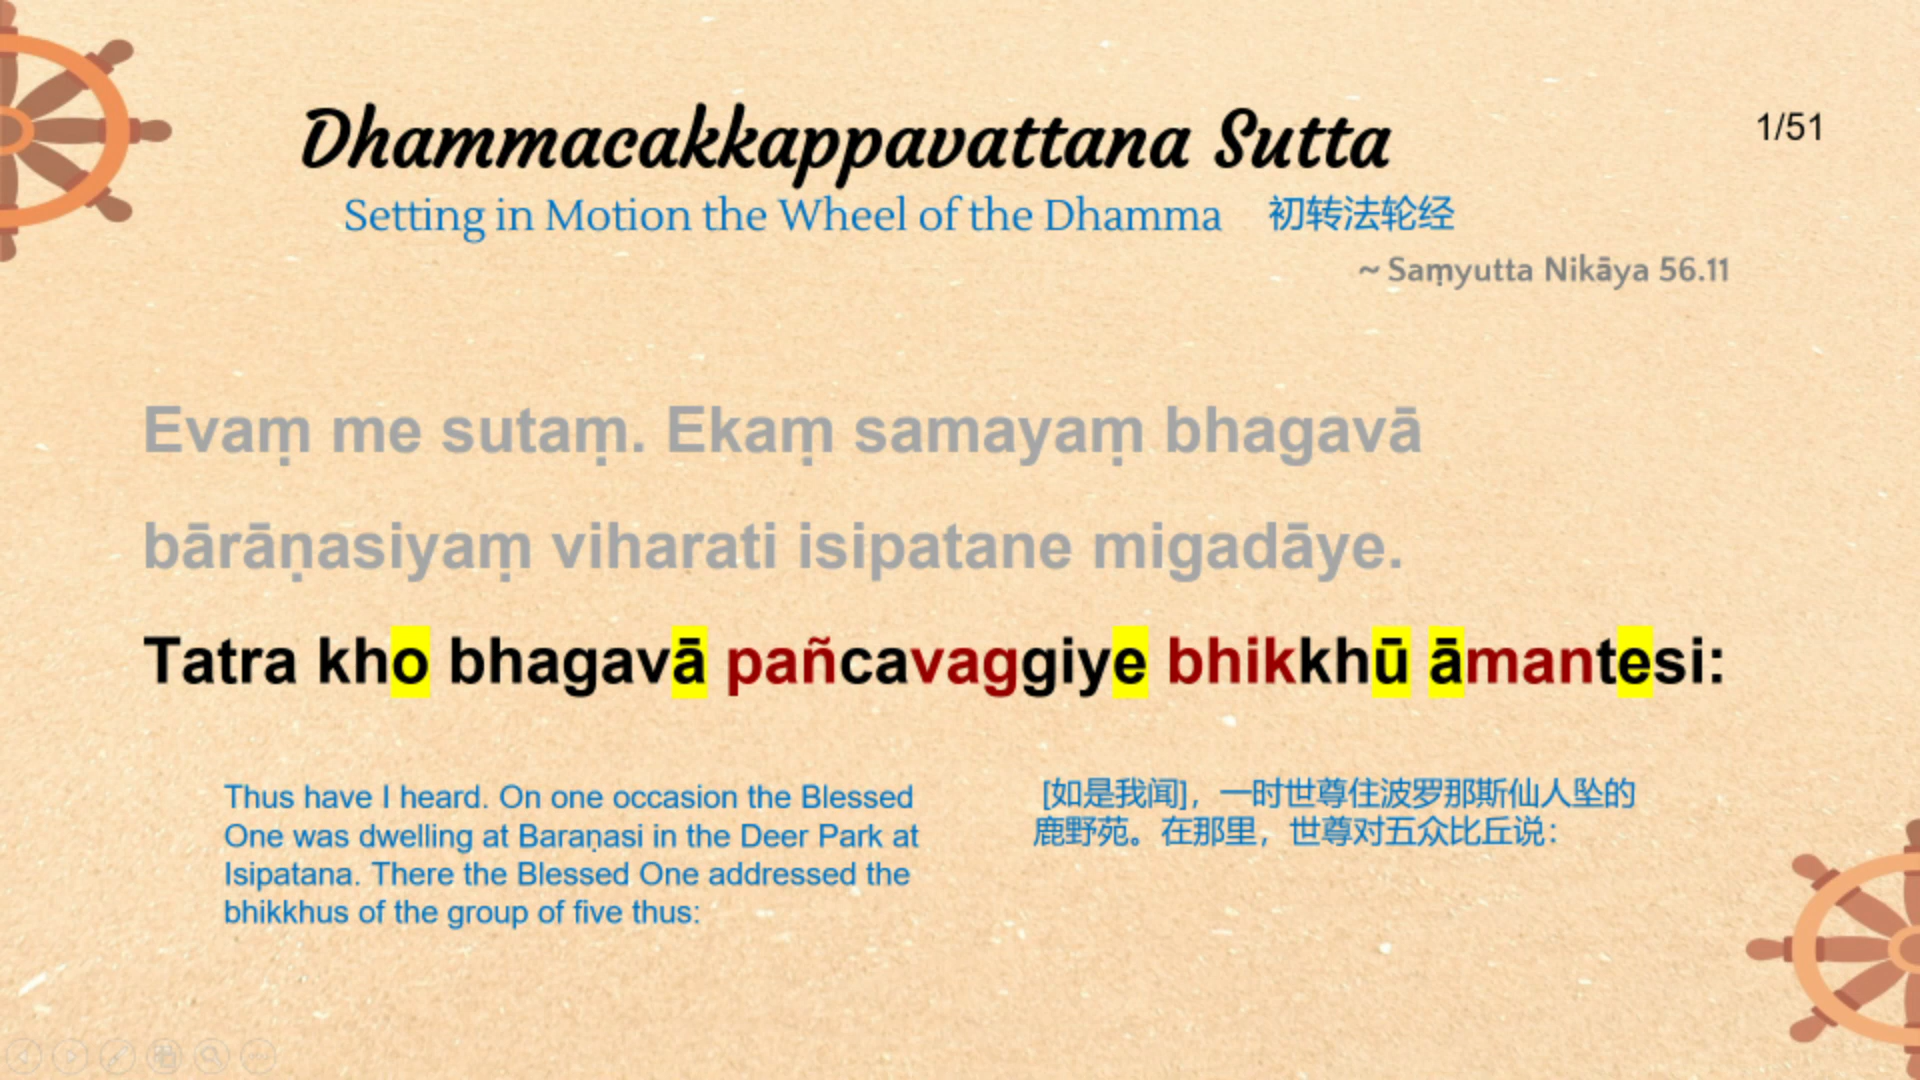 Dhammacakkappavattana Sutta
1/51
Setting in Motion the Wheel of the Dhamma 初转法轮经
~ Saṃyutta Nikāya 56.11
Evaṃ me sutaṃ. Ekaṃ samayaṃ bhagavā
bārāṇasiyaṃ viharati isipatane migadāye.
Tatra kho bhagavā pañcavaggiye bhikkhū āmantesi:
Thus have I heard. On one occasion the Blessed
One was dwelling at Baraṇasi in the Deer Park at
Isipatana. There the Blessed One addressed the
bhikkhus of the group of five thus:
[如是我闻]，一时世尊住波罗那斯仙人坠的
鹿野苑。在那里，世尊对五众比丘说：